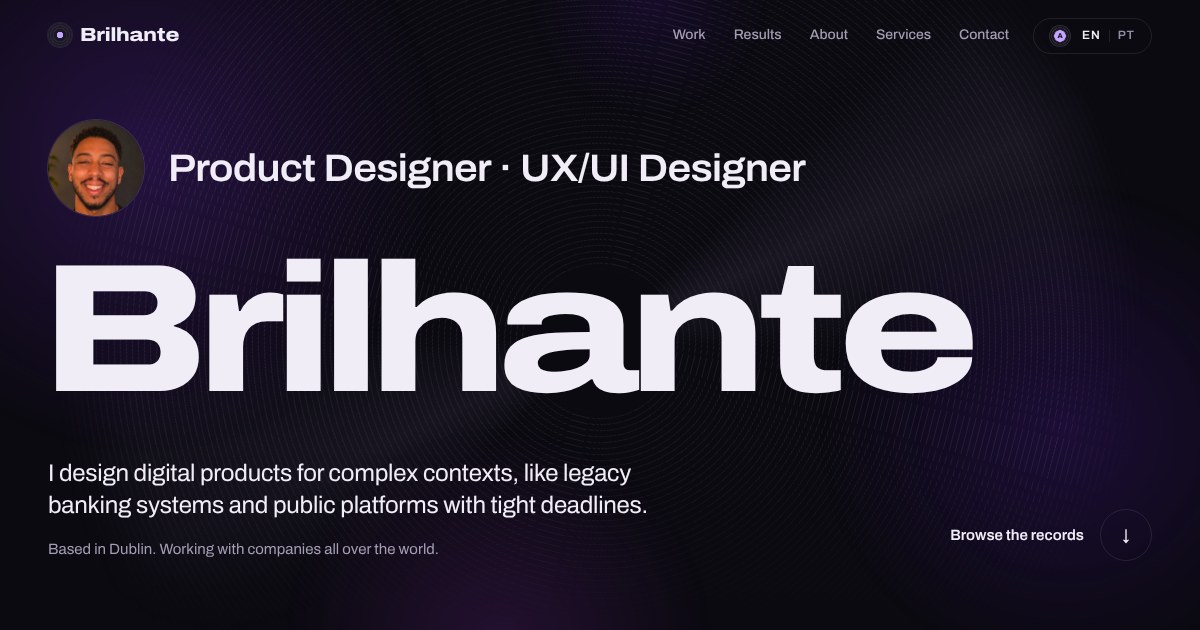 Brilhante
Work Results About Services Contact A EN | PT
Product Designer · UX/UI Designer
Brilhante
I design digital products for complex contexts, like legacy
banking systems and public platforms with tight deadlines.
Based in Dublin. Working with companies all over the world.
Browse the records ↓